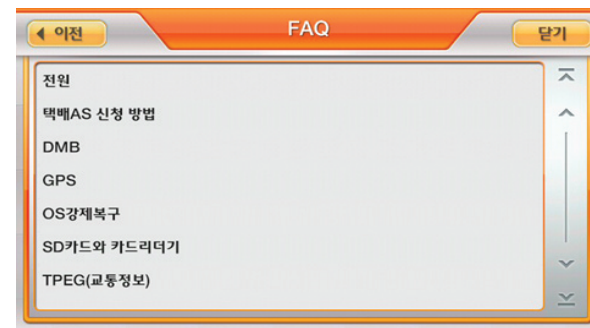 이전
FAQ
닫기
전원
택배AS 신청 방법
DMB
GPS
OS강제복구
SD카드와 카드리더기
TPEG(교통정보)